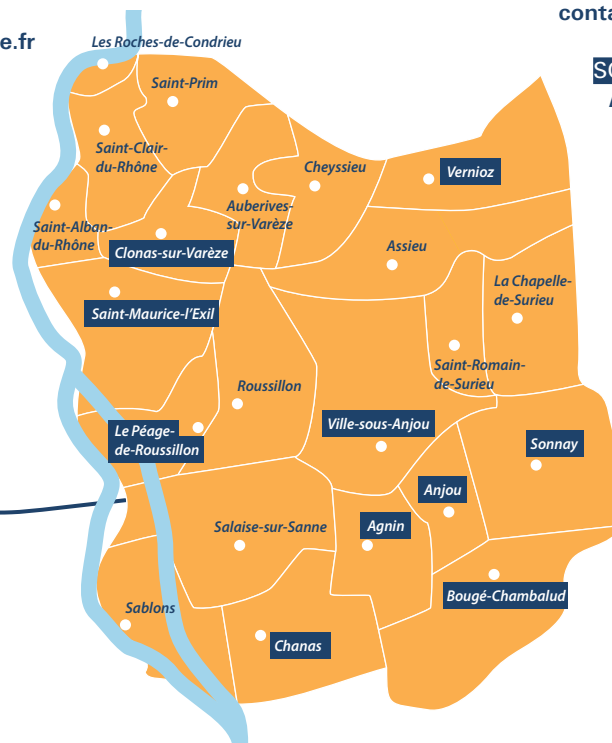 conta
e.fr
Les Roches-de-Condrieu
Saint-Prim
Saint-Clair-
du-Rhône
Cheyssieu
Vernioz
Auberives-
sur-Varèze
Saint-Alban-
du-Rhône
Clonas-sur-Varèze
Assieu
La Chapelle-
de-Surieu
Saint-Maurice-l'Exil
Saint-Romain-
de-Surieu
Roussillon
Ville-sous-Anjou
Le Péage-
de-Roussillon
Sonnay
Anjou
Salaise-sur-Sanne
Agnin
Bougé-Chambalud
Sablons
Chanas